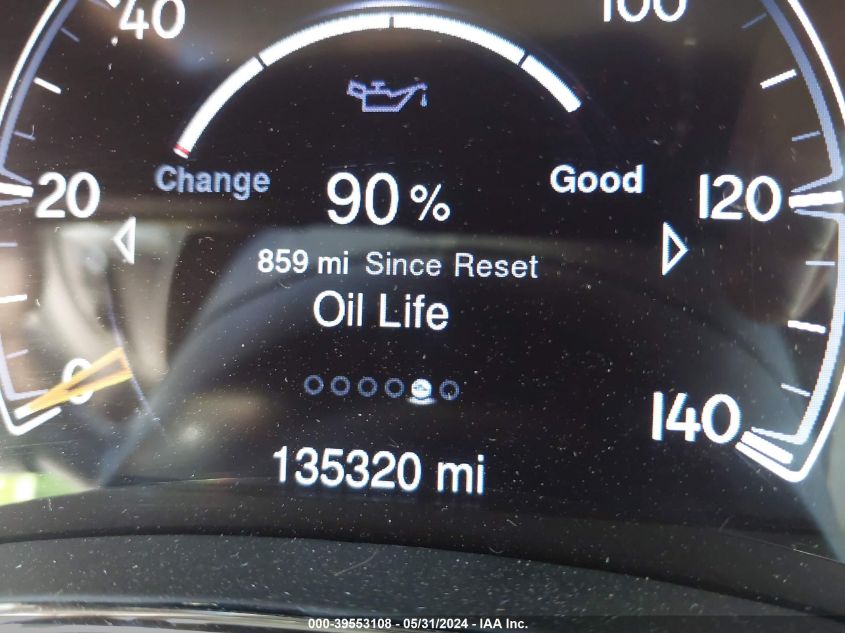 40 100
Change 90 % Good
20 120
859 mi Since Reset
Oil Life
0
140
135320 mi
000-39553108 - 05/31/2024 - IAA Inc.